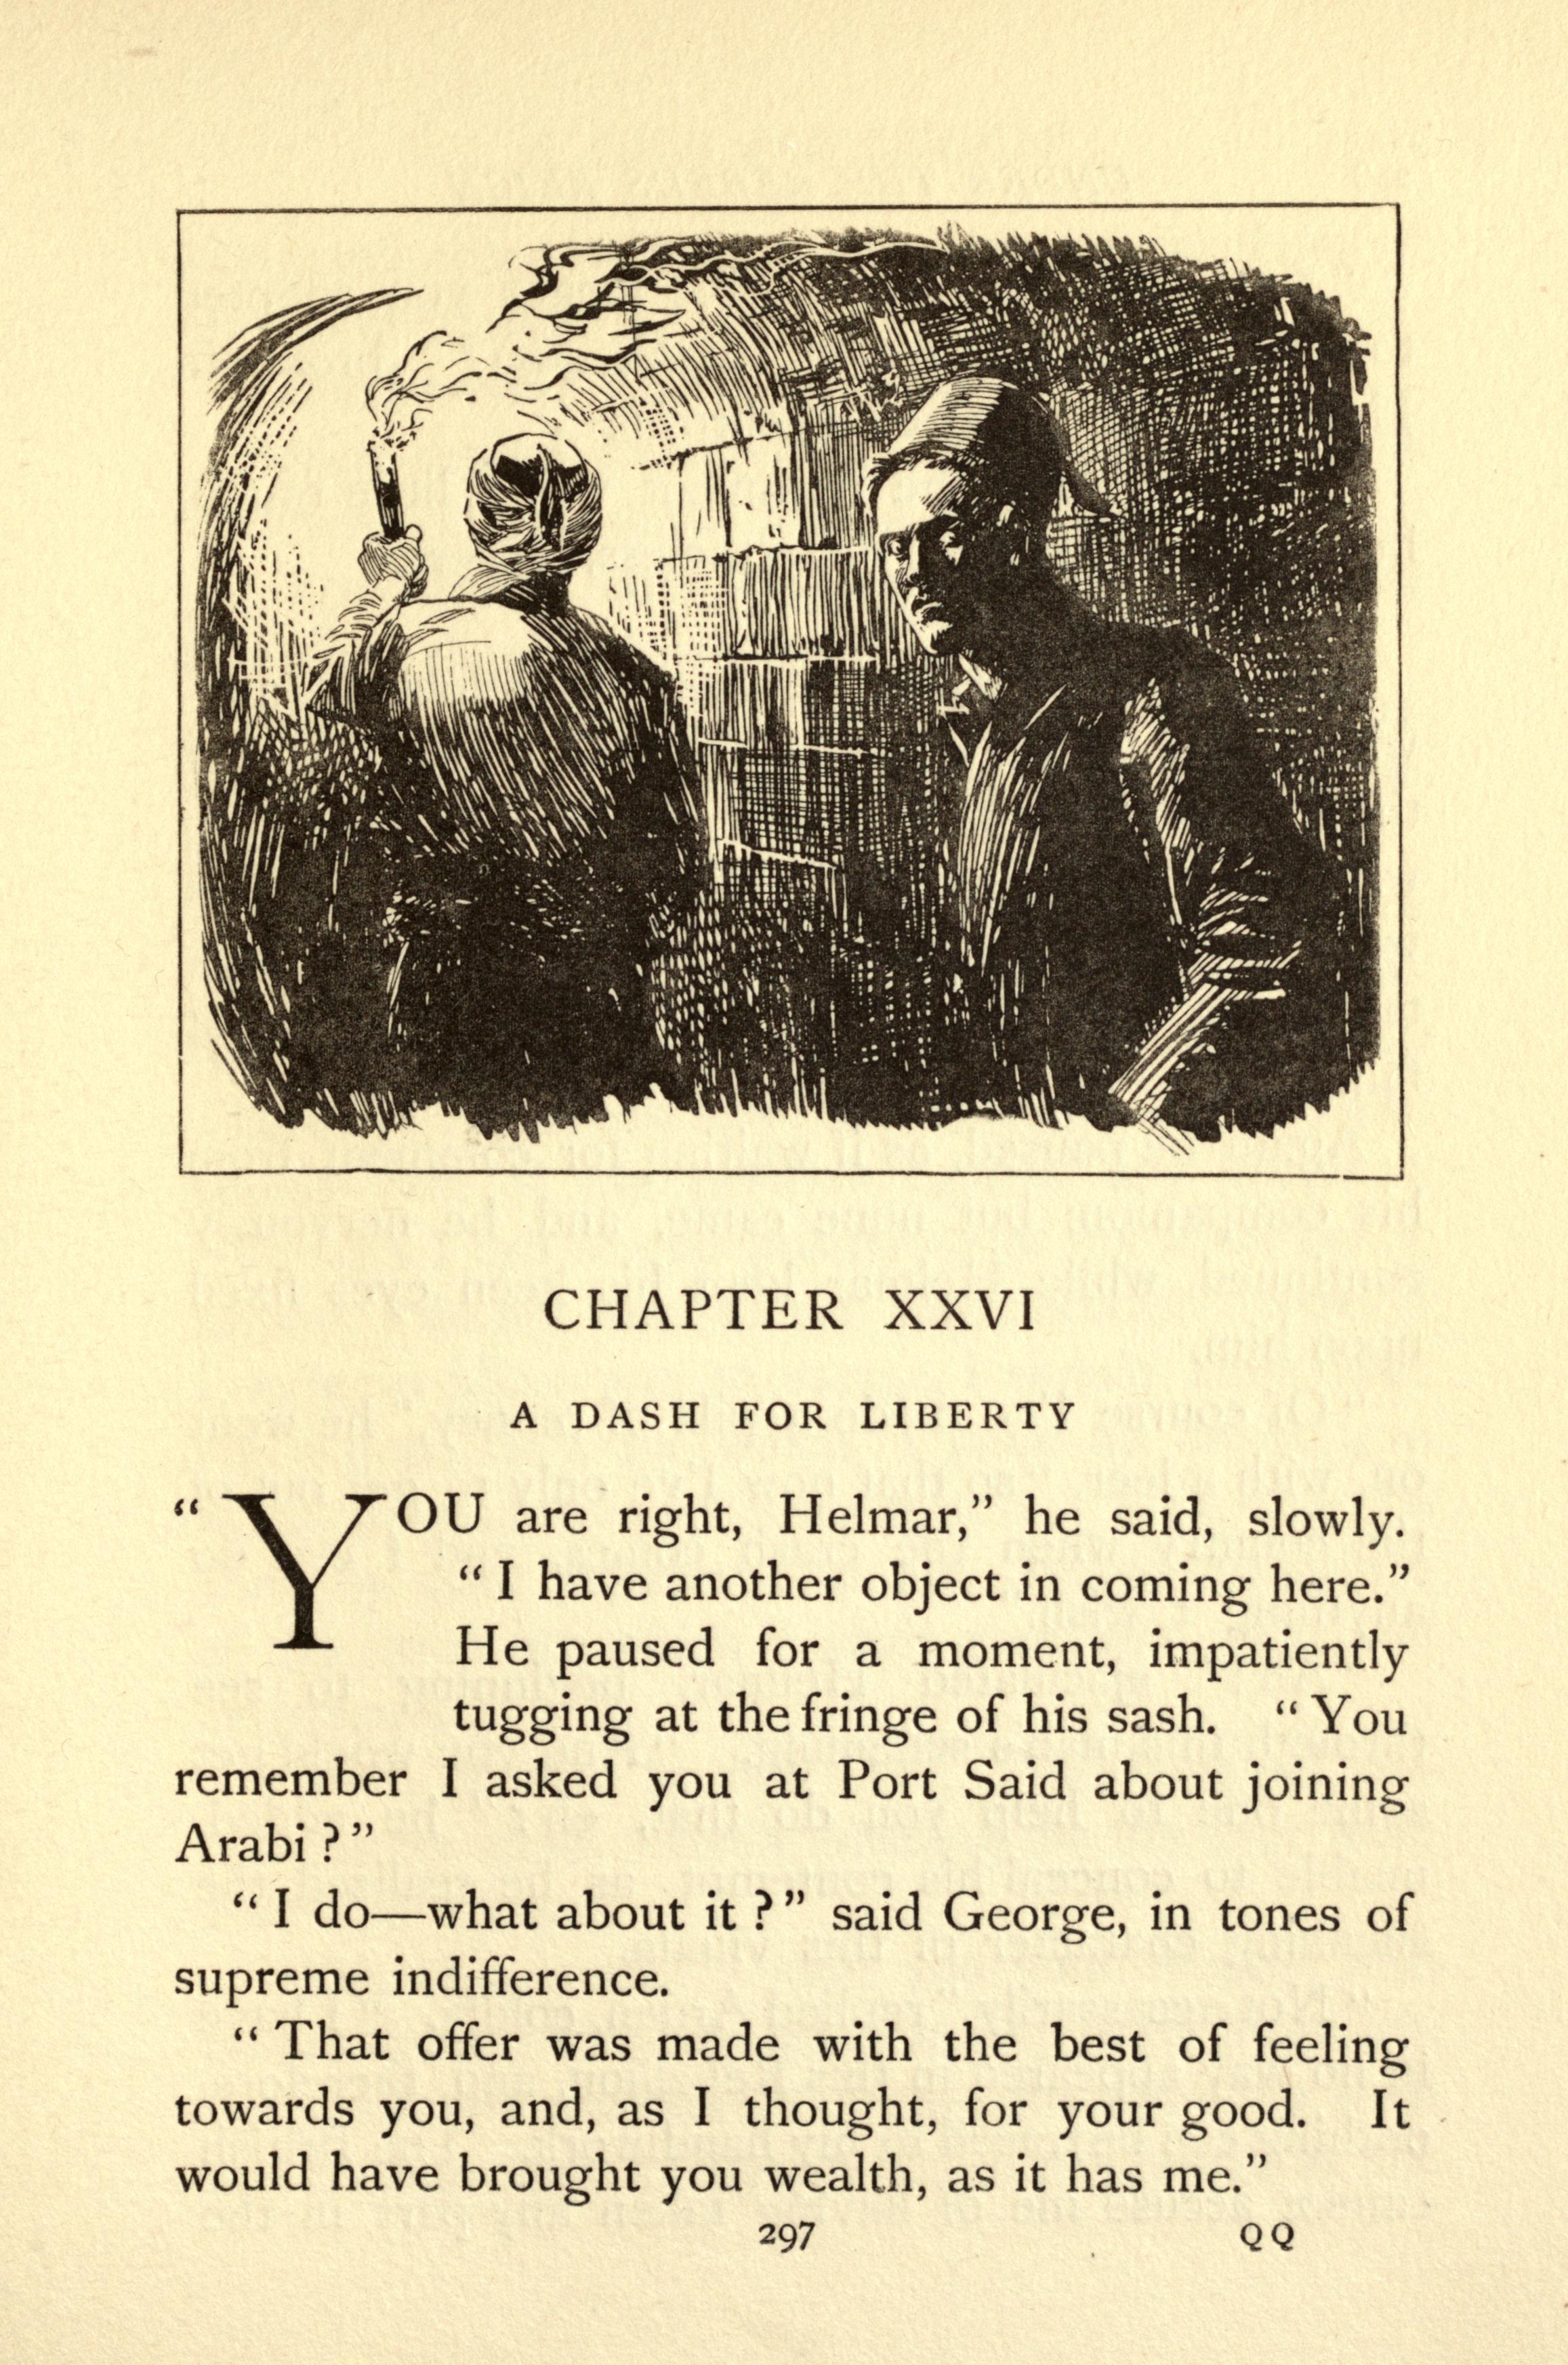 CHAPTER XXVI
A DASH FOR LIBERTY
“YOU are right, Helmar,” he said, slowly.
“I have another object in coming here.”
He paused for a moment, impatiently
tugging at the fringe of his sash. “You
remember I asked you at Port Said about joining
Arabi?”
“I do—what about it?” said George, in tones of
supreme indifference.
“That offer was made with the best of feeling
towards you, and, as I thought, for your good. It
would have brought you wealth, as it has me.”
297 QQ